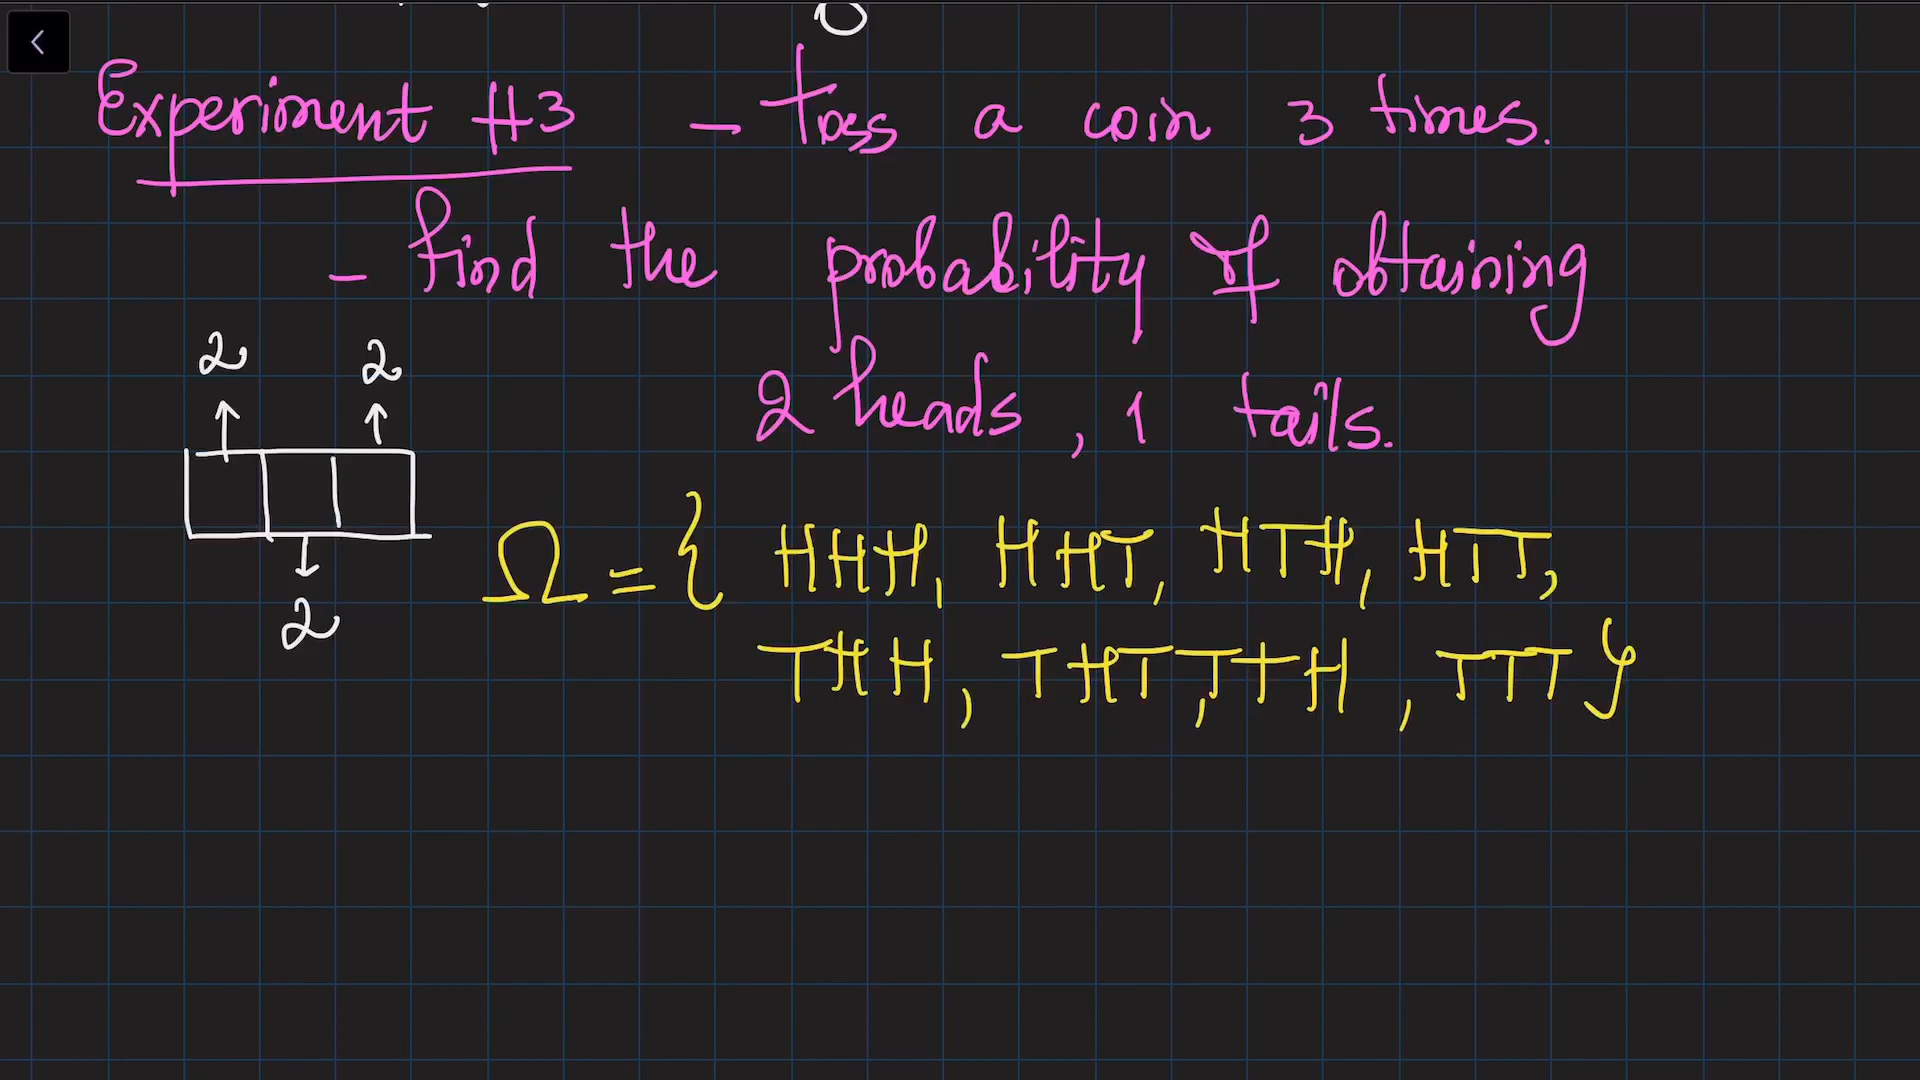 Experiment #3 - toss a coin 3 times.
- find the probability of obtaining
2 heads, 1 tails.
2 2
2
Ω = { HHH, HHT, HTH, HTT,
THH, THT, TTH, TTT }